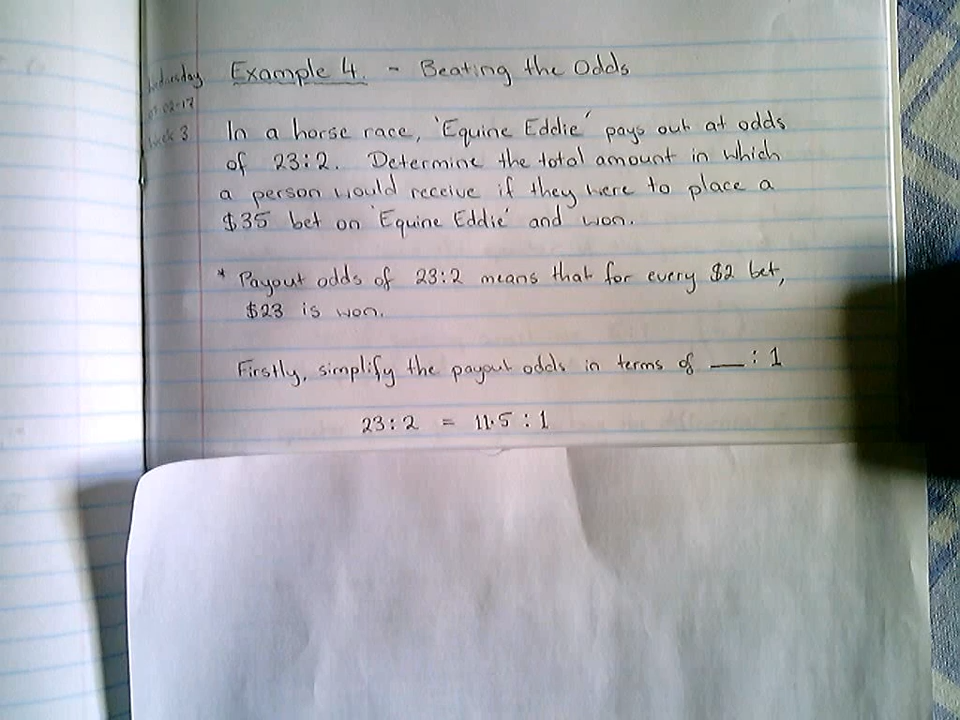 Example 4. - Beating the Odds
In a horse race, 'Equine Eddie' pays out at odds
of 23:2. Determine the total amount in which
a person would receive if they were to place a
$35 bet on 'Equine Eddie' and won.
* Payout odds of 23:2 means that for every $2 bet,
$23 is won.
Firstly, simplify the payout odds in terms of __ : 1
23:2 = 11.5 : 1